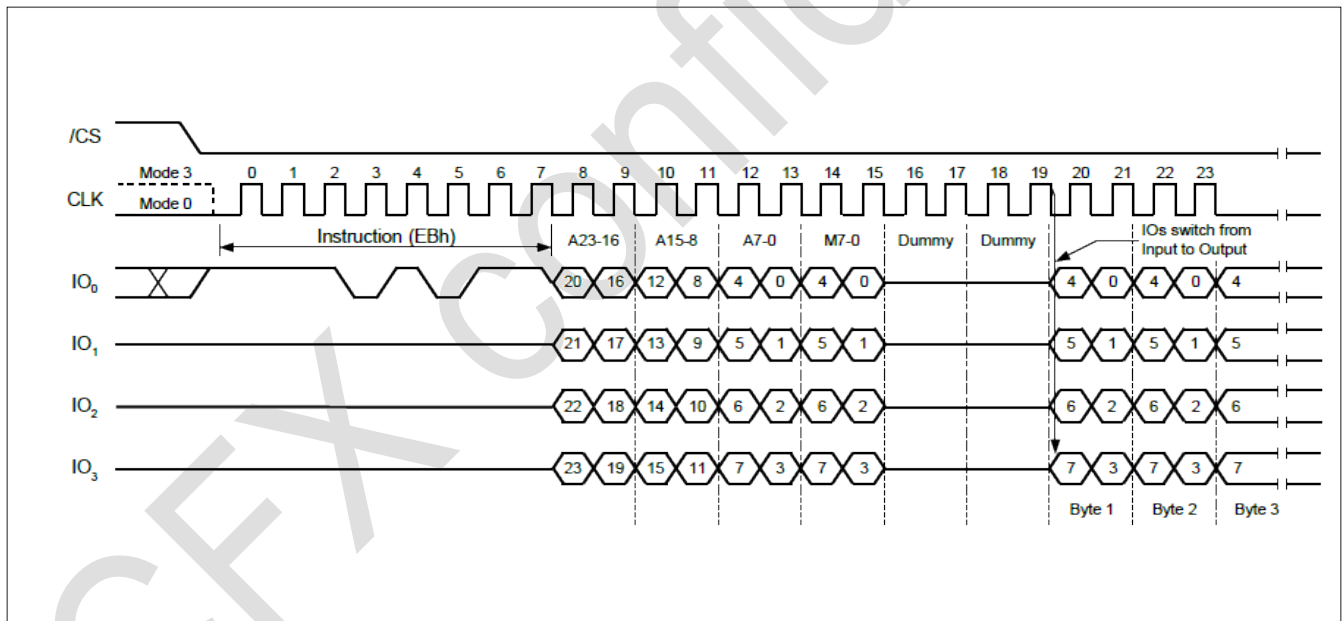 CFX confid
/CS
Mode 3 0 1 2 3 4 5 6 7 8 9 10 11 12 13 14 15 16 17 18 19 20 21 22 23
CLK
Mode 0
Instruction (EBh) A23-16 A15-8 A7-0 M7-0 Dummy Dummy IOs switch from
Input to Output
IO0 20 16 12 8 4 0 4 0 4 0 4 0 4
IO1 21 17 13 9 5 1 5 1 5 1 5 1 5
IO2 22 18 14 10 6 2 6 2 6 2 6 2 6
IO3 23 19 15 11 7 3 7 3 7 3 7 3 7
Byte 1 Byte 2 Byte 3